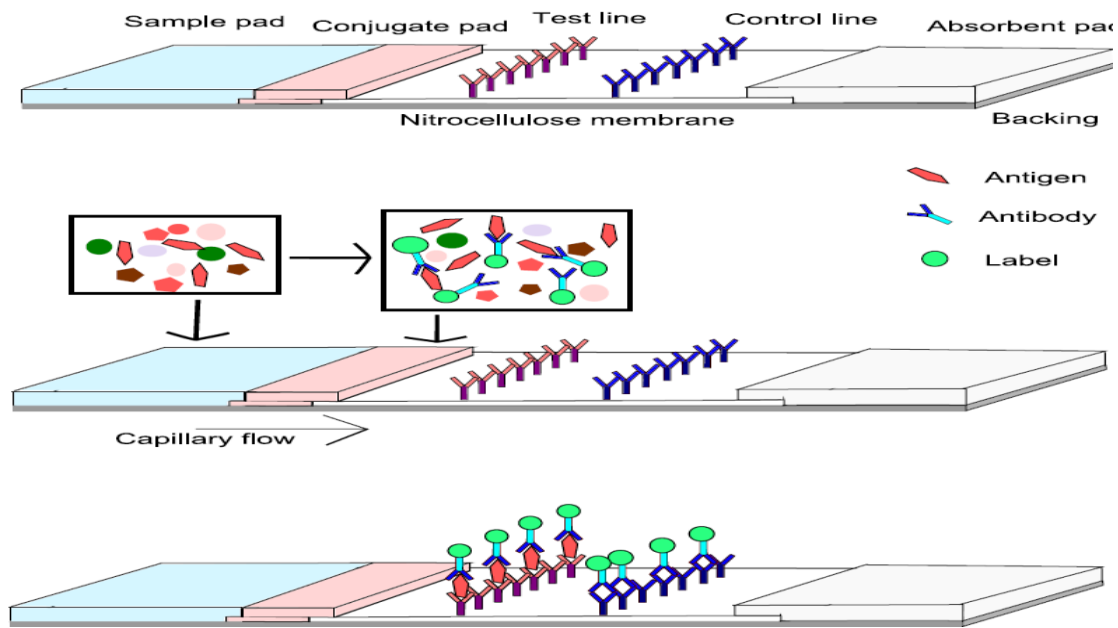 Sample pad
Conjugate pad
Test line
Control line
Absorbent pad
Nitrocellulose membrane
Backing
Antigen
Antibody
Label
Capillary flow